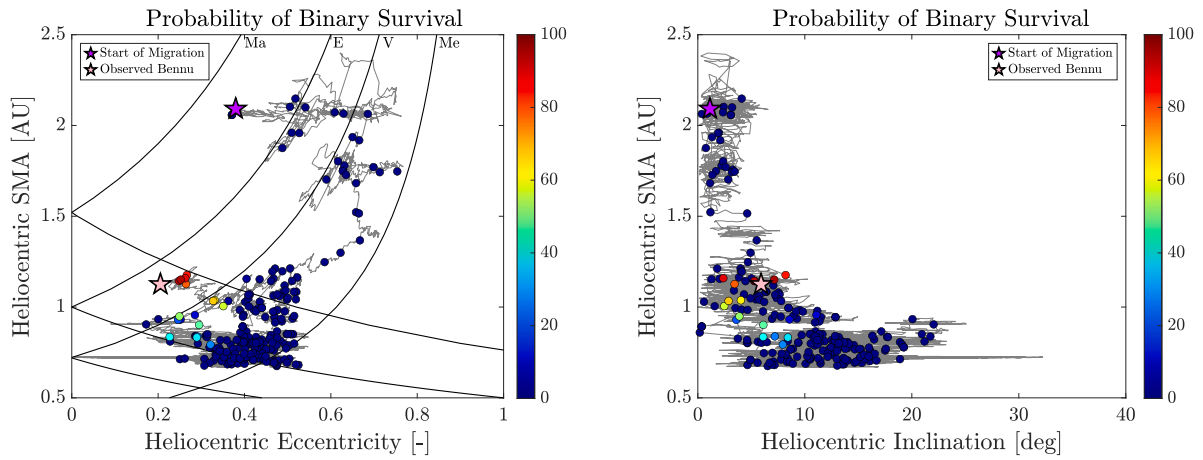 Probability of Binary Survival
Start of Migration
Observed Bennu
Ma
E
V
Me
Heliocentric SMA [AU]
2.5
2
1.5
1
0.5
0
0.2
0.4
0.6
0.8
1
Heliocentric Eccentricity [-]
100
80
60
40
20
0
Probability of Binary Survival
Start of Migration
Observed Bennu
Heliocentric SMA [AU]
2.5
2
1.5
1
0.5
0
10
20
30
40
Heliocentric Inclination [deg]
100
80
60
40
20
0